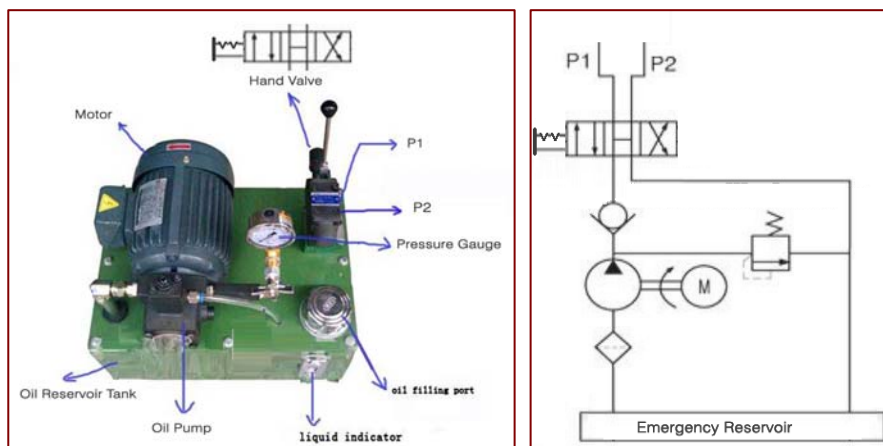 Hand Valve
Motor
P1
P2
Pressure Gauge
Oil Reservoir Tank
Oil Pump
oil filling port
liquid indicator
P1
P2
M
Emergency Reservoir